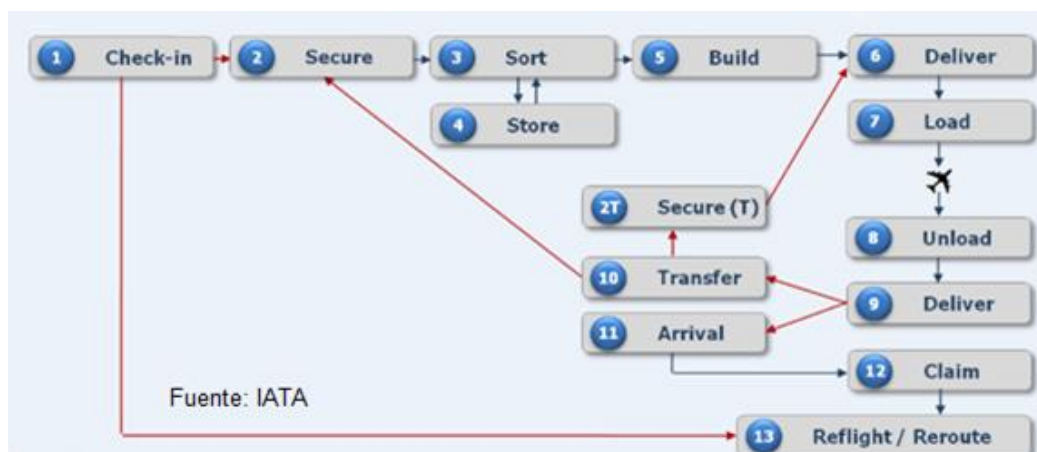 1 Check-in
2 Secure
3 Sort
5 Build
6 Deliver
4 Store
7 Load
2T Secure (T)
8 Unload
10 Transfer
9 Deliver
11 Arrival
12 Claim
Fuente: IATA
13 Reflight / Reroute